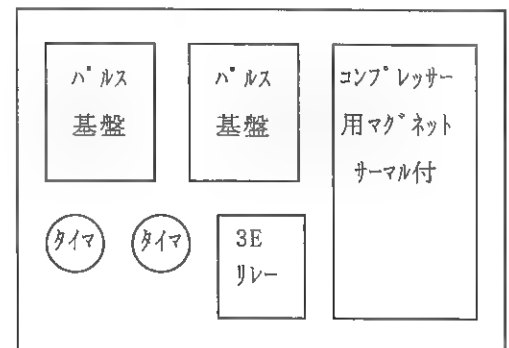 パルス
基盤
パルス
基盤
コンプレッサー
用マグネット
サーマル付
タイマ
タイマ
3E
リレー